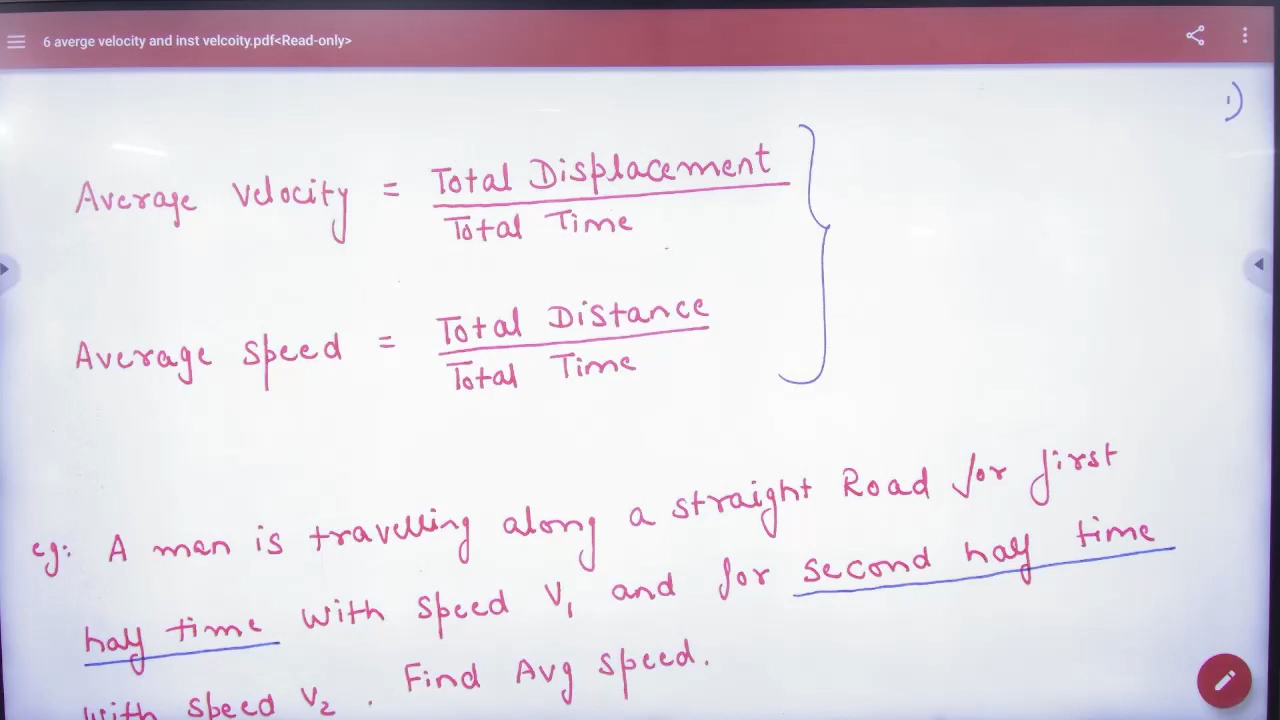 6 averge velocity and inst velcoity.pdf<Read-only>
1)
Average Velocity = Total Displacement
Total Time
Average Speed = Total Distance
Total Time
eg: A man is travelling along a straight Road for first
half time with speed V₁ and for second half time
with speed V₂. Find Avg speed.